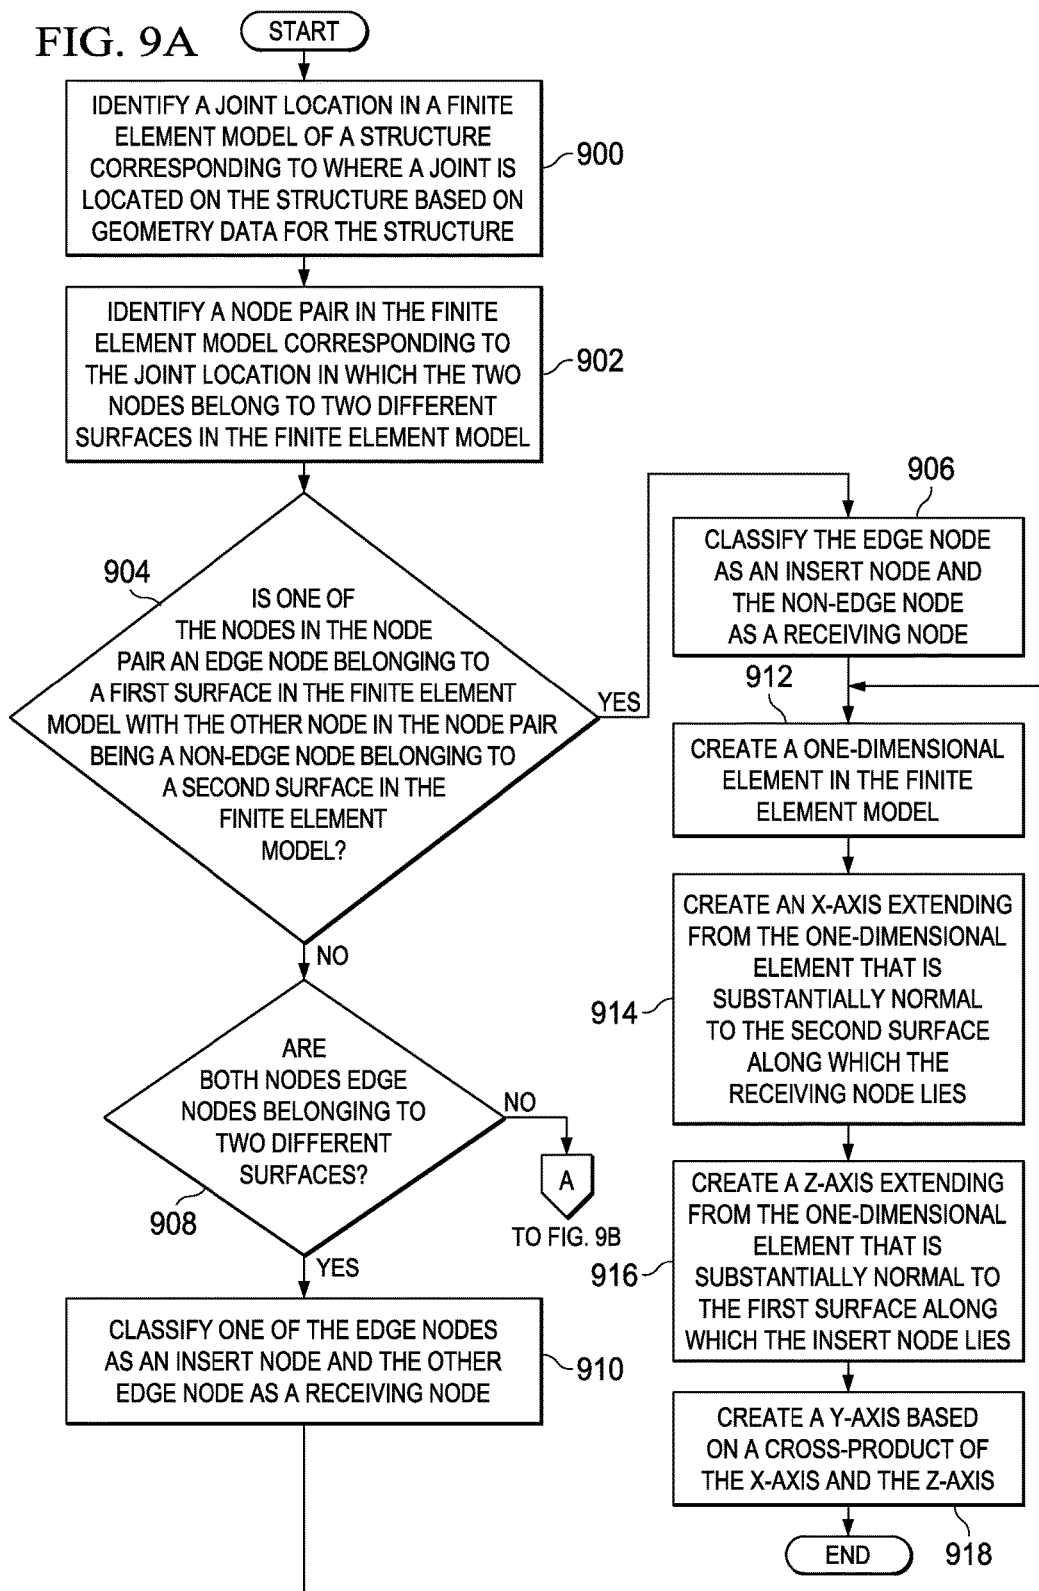 FIG. 9A
START
IDENTIFY A JOINT LOCATION IN A FINITE
ELEMENT MODEL OF A STRUCTURE
CORRESPONDING TO WHERE A JOINT IS
LOCATED ON THE STRUCTURE BASED ON
GEOMETRY DATA FOR THE STRUCTURE
900
IDENTIFY A NODE PAIR IN THE FINITE
ELEMENT MODEL CORRESPONDING TO
THE JOINT LOCATION IN WHICH THE TWO
NODES BELONG TO TWO DIFFERENT
SURFACES IN THE FINITE ELEMENT MODEL
902
904
IS ONE OF
THE NODES IN THE NODE
PAIR AN EDGE NODE BELONGING TO
A FIRST SURFACE IN THE FINITE ELEMENT
MODEL WITH THE OTHER NODE IN THE NODE PAIR
BEING A NON-EDGE NODE BELONGING TO
A SECOND SURFACE IN THE
FINITE ELEMENT
MODEL?
YES
NO
ARE
BOTH NODES EDGE
NODES BELONGING TO
TWO DIFFERENT
SURFACES?
908
NO
A
TO FIG. 9B
YES
CLASSIFY ONE OF THE EDGE NODES
AS AN INSERT NODE AND THE OTHER
EDGE NODE AS A RECEIVING NODE
910
906
CLASSIFY THE EDGE NODE
AS AN INSERT NODE AND
THE NON-EDGE NODE
AS A RECEIVING NODE
912
CREATE A ONE-DIMENSIONAL
ELEMENT IN THE FINITE
ELEMENT MODEL
CREATE AN X-AXIS EXTENDING
FROM THE ONE-DIMENSIONAL
ELEMENT THAT IS
SUBSTANTIALLY NORMAL
TO THE SECOND SURFACE
ALONG WHICH THE
RECEIVING NODE LIES
914
CREATE A Z-AXIS EXTENDING
FROM THE ONE-DIMENSIONAL
ELEMENT THAT IS
SUBSTANTIALLY NORMAL TO
THE FIRST SURFACE ALONG
WHICH THE INSERT NODE LIES
916
CREATE A Y-AXIS BASED
ON A CROSS-PRODUCT OF
THE X-AXIS AND THE Z-AXIS
918
END